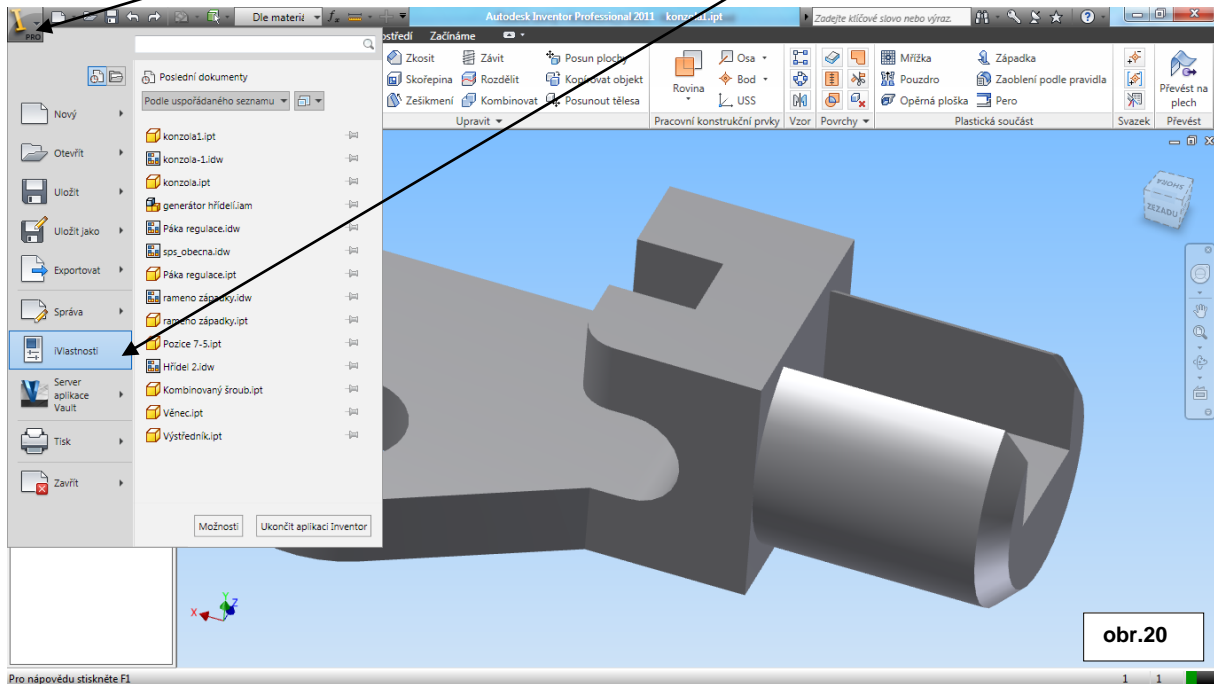 PRO
Dle materiá
Autodesk Inventor Professional 2011 konzola1.ipt
Zadejte klíčové slovo nebo výraz.
středí Začínáme
Zkosit Závit Posun plochy
Skořepina Rozdělit Kopírovat objekt
Zešikmení Kombinovat Posunout tělesa
Upravit
Rovina
Osa
Bod
USS
Pracovní konstrukční prvky
Vzor
Povrchy
Mřížka Západka
Pouzdro Zaoblení podle pravidla
Opěrná ploška Pero
Plastická součást
Svazek
Převést na
plech
Převést
Poslední dokumenty
Podle uspořádaného seznamu
Nový
Otevřít
Uložit
Uložit jako
Exportovat
Správa
iVlastnosti
Server
aplikace
Vault
Tisk
Zavřít
konzola1.ipt
konzola-1.idw
konzola.ipt
generátor hřídelí.iam
Páka regulace.idw
sps_obecna.idw
Páka regulace.ipt
rameno západky.idw
rameno západky.ipt
Pozice 7-5.ipt
Hřídel 2.idw
Kombinovaný šroub.ipt
Věnec.ipt
Výstředník.ipt
Možnosti Ukončit aplikaci Inventor
ZEZADU
X Y Z
obr.20
Pro nápovědu stiskněte F1
1 1